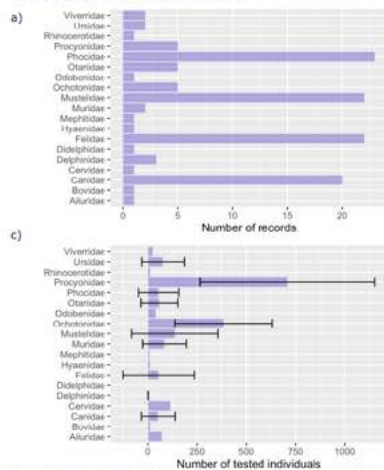 a)
Viverridae
Ursidae
Rhinocerotidae
Procyonidae
Phocidae
Otariidae
Odobenidae
Ochotonidae
Mustelidae
Muridae
Mephitidae
Hyaenidae
Felidae
Didelphidae
Delphinidae
Cervidae
Canidae
Bovidae
Ailuridae
0 5 10 15 20
Number of records
c)
Viverridae
Ursidae
Rhinocerotidae
Procyonidae
Phocidae
Otariidae
Odobenidae
Ochotonidae
Mustelidae
Muridae
Mephitidae
Hyaenidae
Felidae
Didelphidae
Delphinidae
Cervidae
Canidae
Bovidae
Ailuridae
0 250 500 750 1000
Number of tested individuals